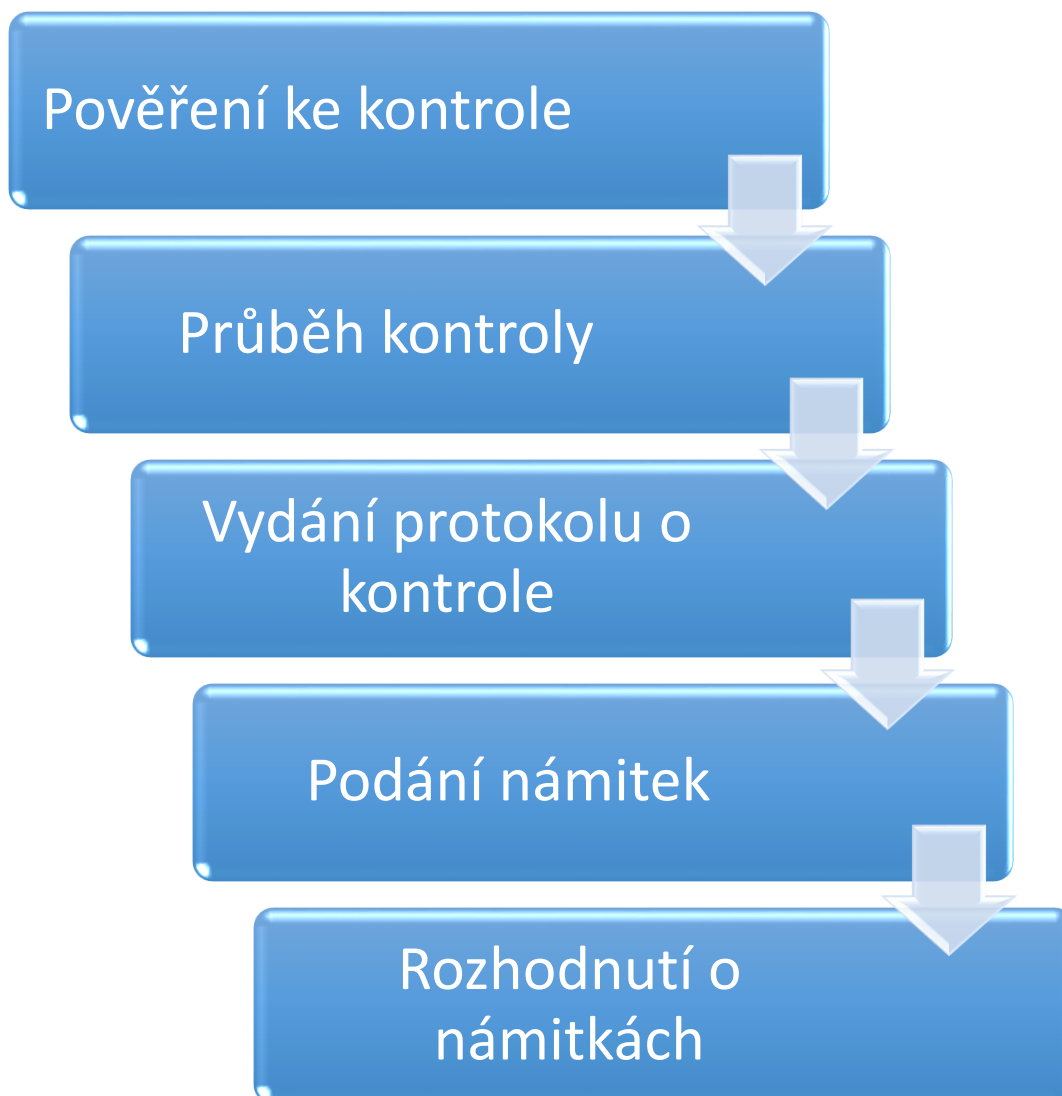 Pověření ke kontrole
Průběh kontroly
Vydání protokolu o
kontrole
Podání námitek
Rozhodnutí o
námitkách